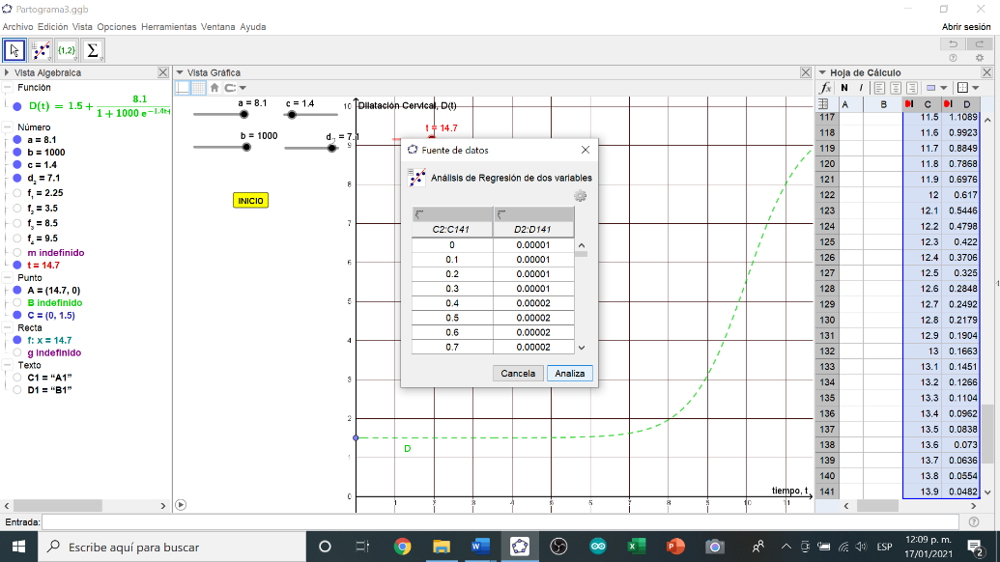 Partograma3.ggb
Archivo Edición Vista Opciones Herramientas Ventana Ayuda
Abrir sesión
{1,2}
Σ
Vista Algebraica
Vista Gráfica
Hoja de Cálculo
Función
D(t) = 1.5 + 8.1
1 + 1000 e
Número
a = 8.1
b = 1000
c = 1.4
f₁ = 2.25
f₂ = 3.5
f₃ = 8.5
f₄ = 9.5
m indefinido
t = 14.7
Punto
A = (14.7, 0)
B indefinido
C = (0, 1.5)
Recta
f: x = 14.7
g indefinido
Texto
C1 = "A1"
D1 = "B1"
a = 8.1
c = 1.4
b = 1000
INICIO
Dilatación Cervical, D(t)
t = 14.7
10
9
8
7
6
5
4
3
2
1
0
D
tiempo, t
1 2 3 4 5 6 7 8 9 10 11
Fuente de datos
Análisis de Regresión de dos variables
C2:C141 D2:D141
0 0.00001
0.1 0.00001
0.2 0.00001
0.3 0.00001
0.4 0.00002
0.5 0.00002
0.6 0.00002
0.7 0.00002
Cancela Analiza
fx N I
A B C D
117 11.5 1.1089
118 11.6 0.9923
119 11.7 0.8849
120 11.8 0.7868
121 11.9 0.6976
122 12 0.617
123 12.1 0.5446
124 12.2 0.4798
125 12.3 0.422
126 12.4 0.3706
127 12.5 0.325
128 12.6 0.2848
129 12.7 0.2492
130 12.8 0.2179
131 12.9 0.1904
132 13 0.1663
133 13.1 0.1451
134 13.2 0.1266
135 13.3 0.1104
136 13.4 0.0962
137 13.5 0.0838
138 13.6 0.073
139 13.7 0.0636
140 13.8 0.0554
141 13.9 0.0482
Entrada:
Escribe aquí para buscar
ESP
12:09 p. m.
17/01/2021
2